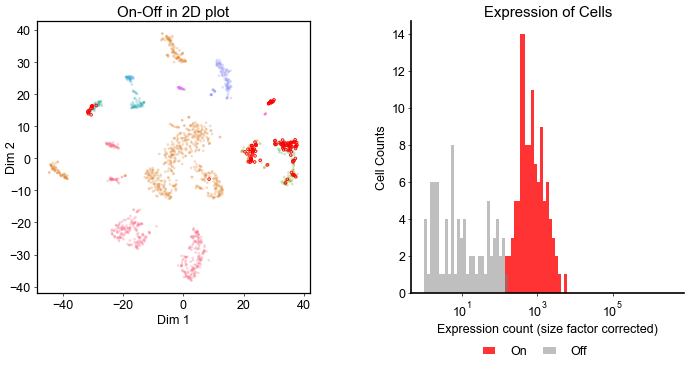 On-Off in 2D plot
40
30
20
10
0
−10
−20
−30
−40
Dim 2
−40 −20 0 20 40
Dim 1
Expression of Cells
14
12
10
8
6
4
2
0
Cell Counts
10^1 10^3 10^5
Expression count (size factor corrected)
On Off